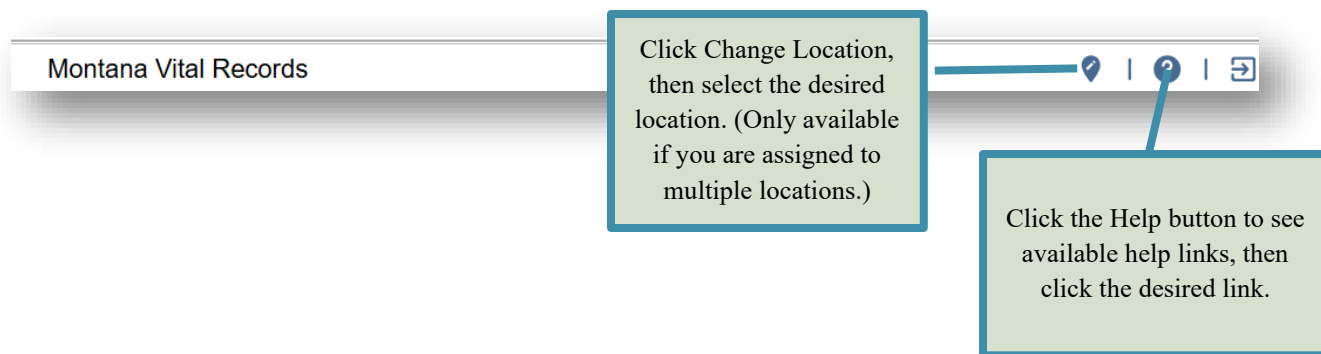 Montana Vital Records
Click Change Location,
then select the desired
location. (Only available
if you are assigned to
multiple locations.)
Click the Help button to see
available help links, then
click the desired link.